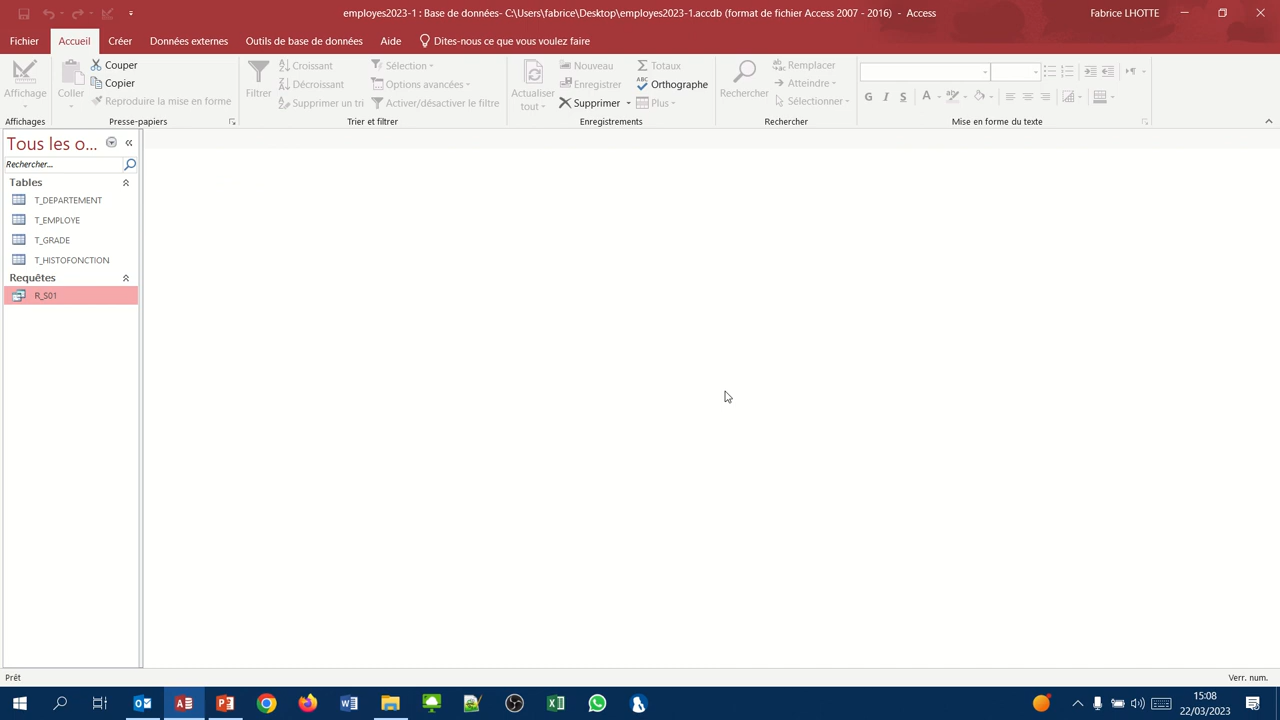 employes2023-1 : Base de données- C:\Users\fabrice\Desktop\employes2023-1.accdb (format de fichier Access 2007 - 2016) - Access
Fabrice LHOTTE
Fichier Accueil Créer Données externes Outils de base de données Aide Dites-nous ce que vous voulez faire
Affichage
Coller
Couper
Copier
Reproduire la mise en forme
Filtrer
Croissant
Décroissant
Supprimer un tri
Sélection
Options avancées
Activer/désactiver le filtre
Actualiser
tout
Nouveau
Enregistrer
Supprimer
Totaux
Orthographe
Plus
Rechercher
Remplacer
Atteindre
Sélectionner
G I S A
Affichages Presse-papiers Trier et filtrer Enregistrements Rechercher Mise en forme du texte
Tous les o...
Rechercher...
Tables
T_DEPARTEMENT
T_EMPLOYE
T_GRADE
T_HISTOFONCTION
Requêtes
R_S01
Prêt
Verr. num.
15:08
22/03/2023